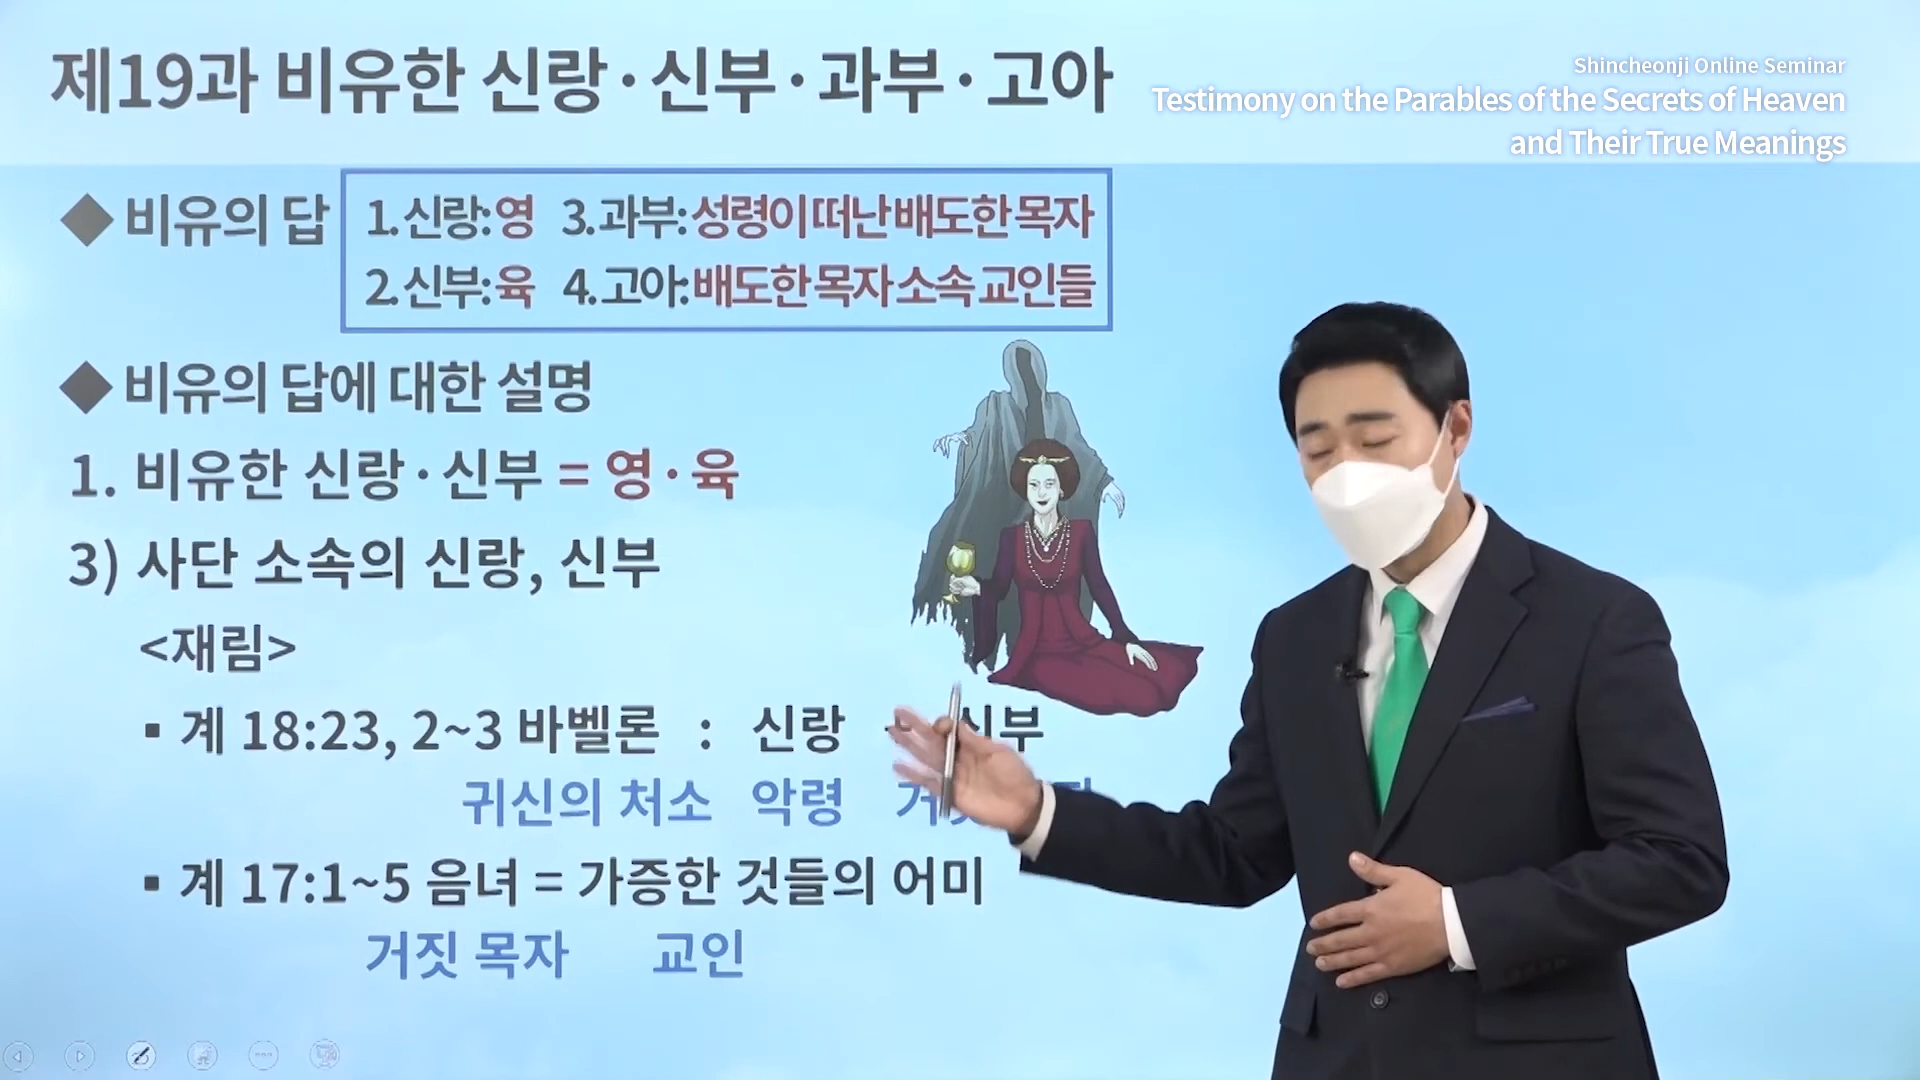 제19과 비유한 신랑·신부·과부·고아
Shincheonji Online Seminar
Testimony on the Parables of the Secrets of Heaven
and Their True Meanings
◆ 비유의 답
1. 신랑: 영 3. 과부: 성령이 떠난 배도한 목자
2. 신부: 육 4. 고아: 배도한 목자 소속 교인들
◆ 비유의 답에 대한 설명
1. 비유한 신랑·신부 = 영·육
3) 사단 소속의 신랑, 신부
<재림>
▪ 계 18:23, 2~3 바벨론 : 신랑 신부
귀신의 처소 악령
▪ 계 17:1~5 음녀 = 가증한 것들의 어미
거짓 목자 교인